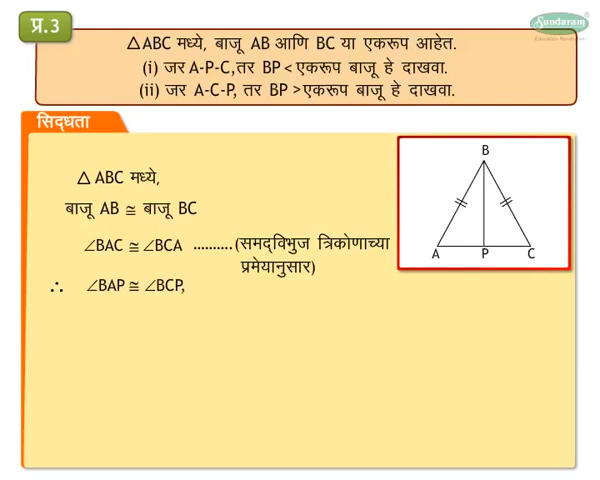 प्र.3
Sundaram
△ABC मध्ये, बाजू AB आणि BC या एकरूप आहेत.
(i) जर A-P-C,तर BP < एकरूप बाजू हे दाखवा.
(ii) जर A-C-P, तर BP >एकरूप बाजू हे दाखवा.
सिद्धता
△ ABC मध्ये,
बाजू AB ≅ बाजू BC
∠BAC ≅ ∠BCA ..........(समद्विभुज त्रिकोणाच्या
प्रमेयानुसार)
∴ ∠BAP ≅ ∠BCP,
B
A P C